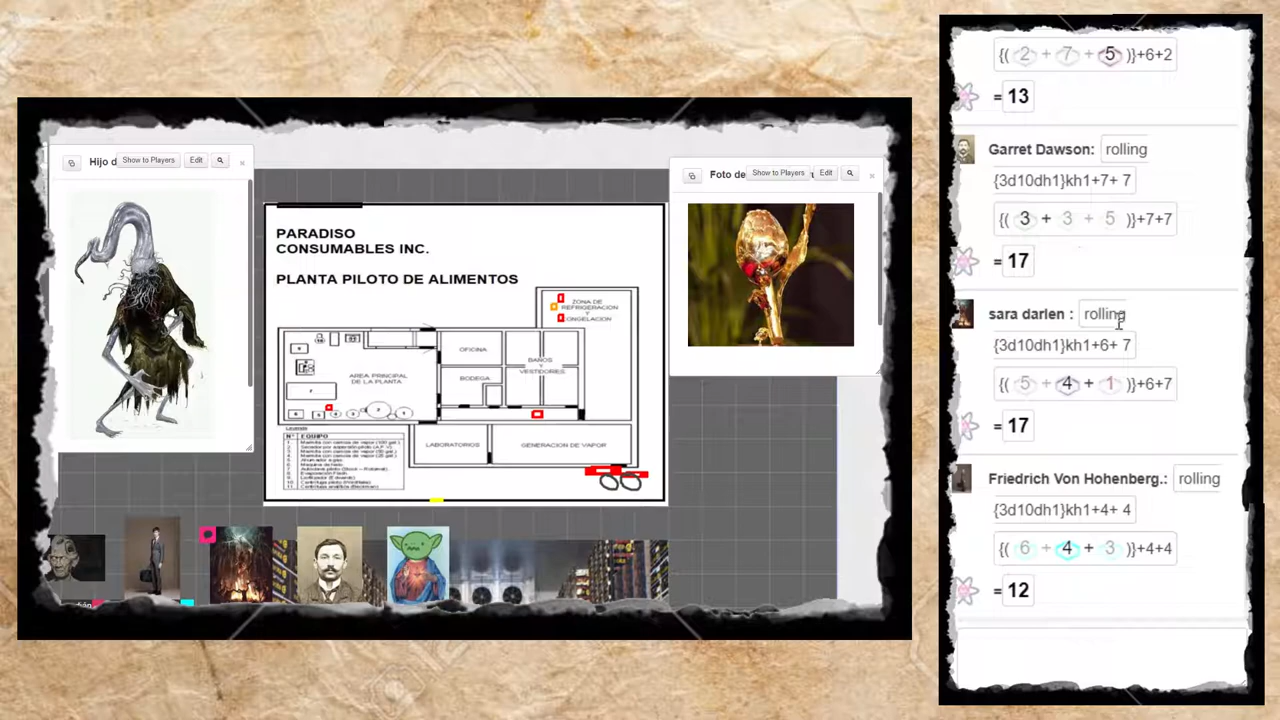 Hijo d
Show to Players
Edit
Foto de
Show to Players
Edit
PARADISO
CONSUMABLES INC.
PLANTA PILOTO DE ALIMENTOS
ZONA DE
REFRIGERACION
Y
OFICINA
BODEGA
BAÑOS
Y
VESTIDORES
AREA PRINCIPAL
DE LA PLANTA
LABORATORIOS
GENERACION DE VAPOR
Leyenda
Nº EQUIPO
{( 2 + 7 + 5 )}+6+2
= 13
Garret Dawson: rolling
{3d10dh1}kh1+7+ 7
{( 3 + 3 + 5 )}+7+7
= 17
sara darlen : rolling
{3d10dh1}kh1+6+ 7
{( 5 + 4 + 1 )}+6+7
= 17
Friedrich Von Hohenberg.: rolling
{3d10dh1}kh1+4+ 4
{( 6 + 4 + 3 )}+4+4
= 12